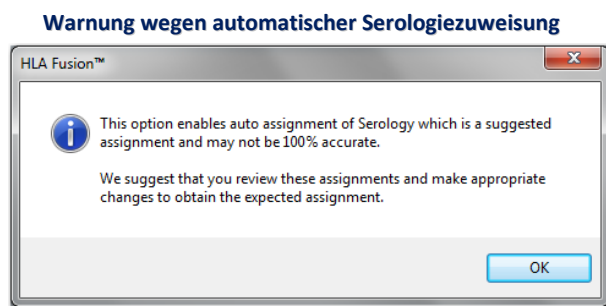 Warnung wegen automatischer Serologiezuweisung
HLA Fusion™
This option enables auto assignment of Serology which is a suggested
assignment and may not be 100% accurate.
We suggest that you review these assignments and make appropriate
changes to obtain the expected assignment.
OK